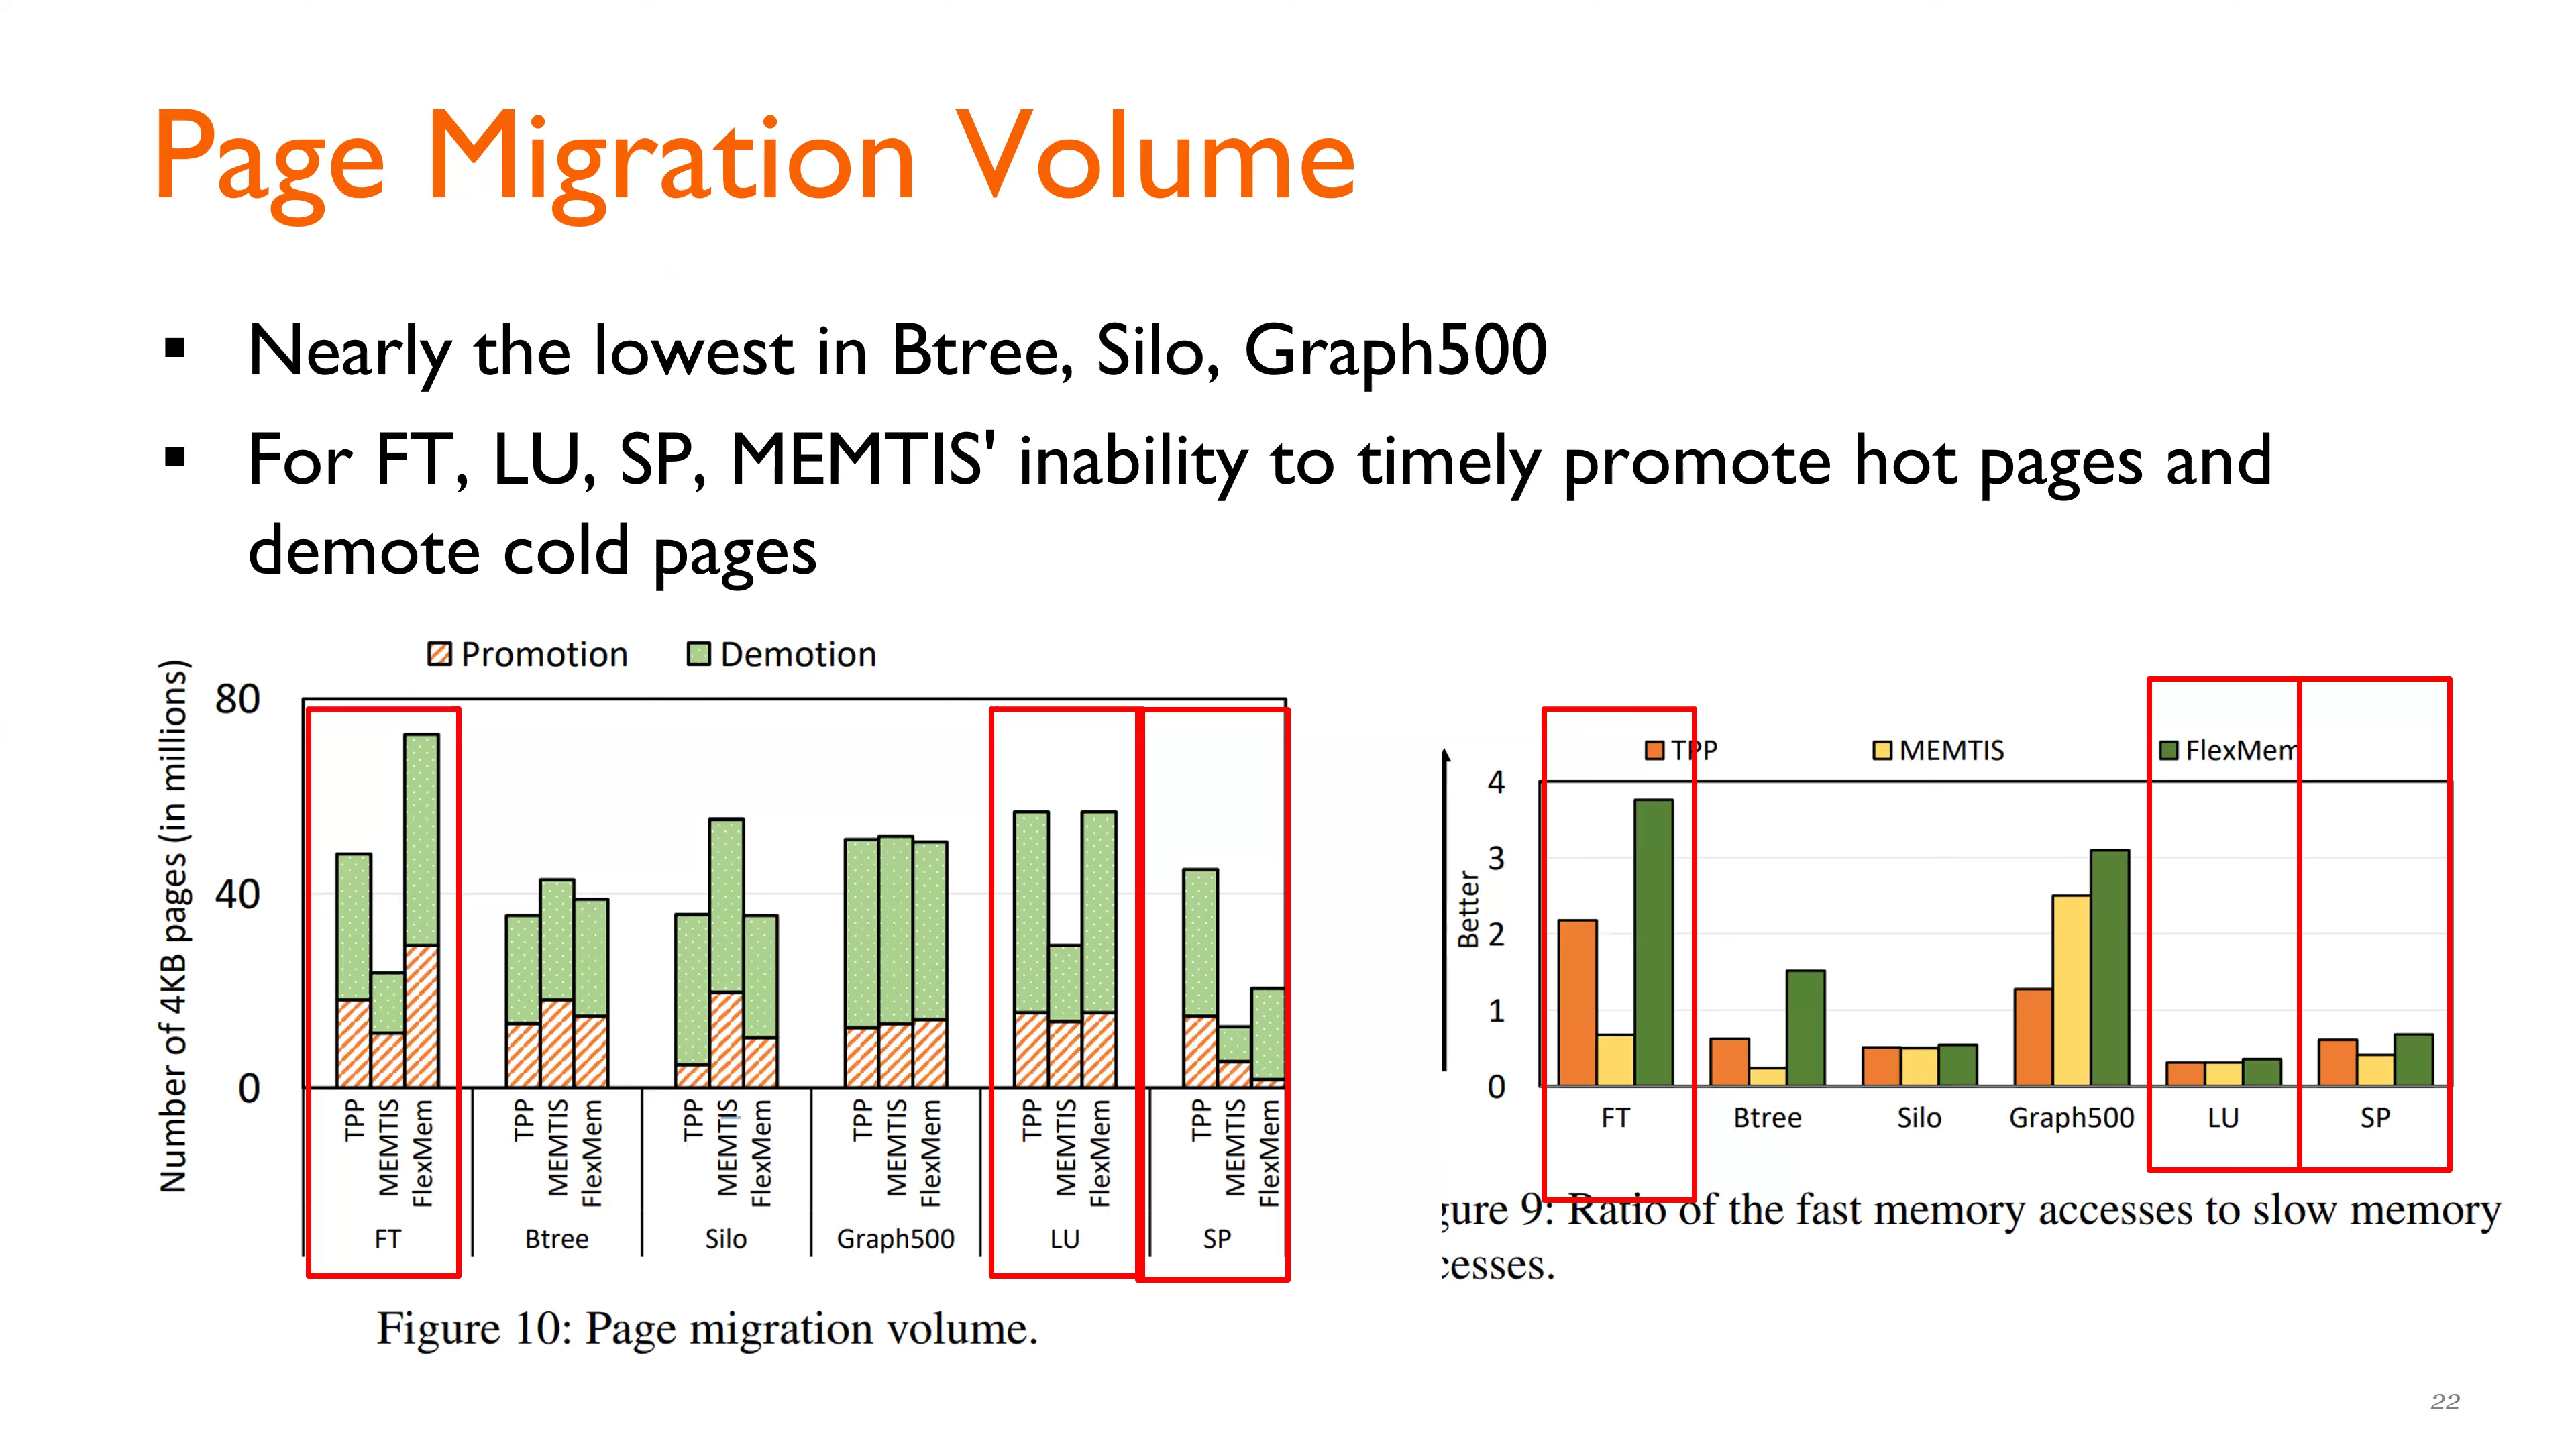 Page Migration Volume
▪ Nearly the lowest in Btree, Silo, Graph500
▪ For FT, LU, SP, MEMTIS' inability to timely promote hot pages and
demote cold pages
Promotion Demotion
Number of 4KB pages (in millions)
80
40
0
TPP MEMTIS FlexMem TPP MEMTIS FlexMem TPP MEMTIS FlexMem TPP MEMTIS FlexMem TPP MEMTIS FlexMem TPP MEMTIS FlexMem
FT Btree Silo Graph500 LU SP
Figure 10: Page migration volume.
TPP MEMTIS FlexMem
Better
4
3
2
1
0
FT Btree Silo Graph500 LU SP
gure 9: Ratio of the fast memory accesses to slow memory
cesses.
22